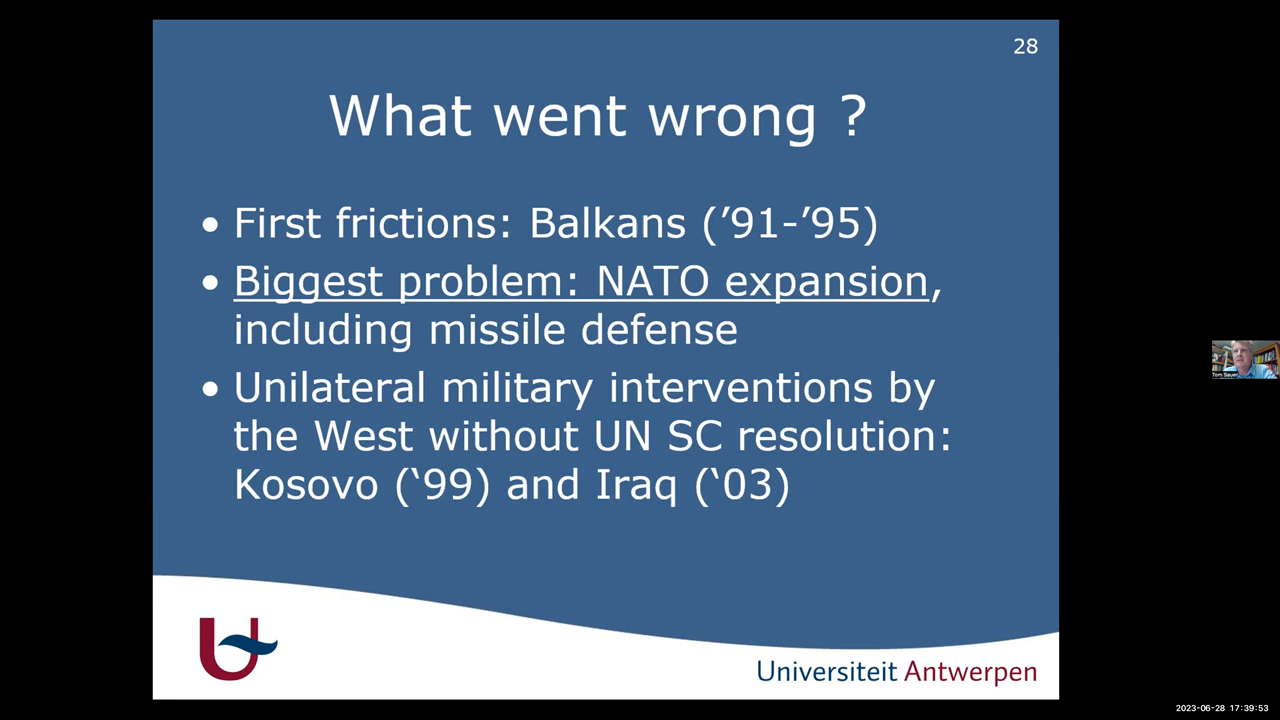 28
What went wrong ?
• First frictions: Balkans (’91-’95)
• Biggest problem: NATO expansion,
including missile defense
• Unilateral military interventions by
the West without UN SC resolution:
Kosovo (‘99) and Iraq (‘03)
Tom Sauer
Universiteit Antwerpen
2023-06-28 17:39:53